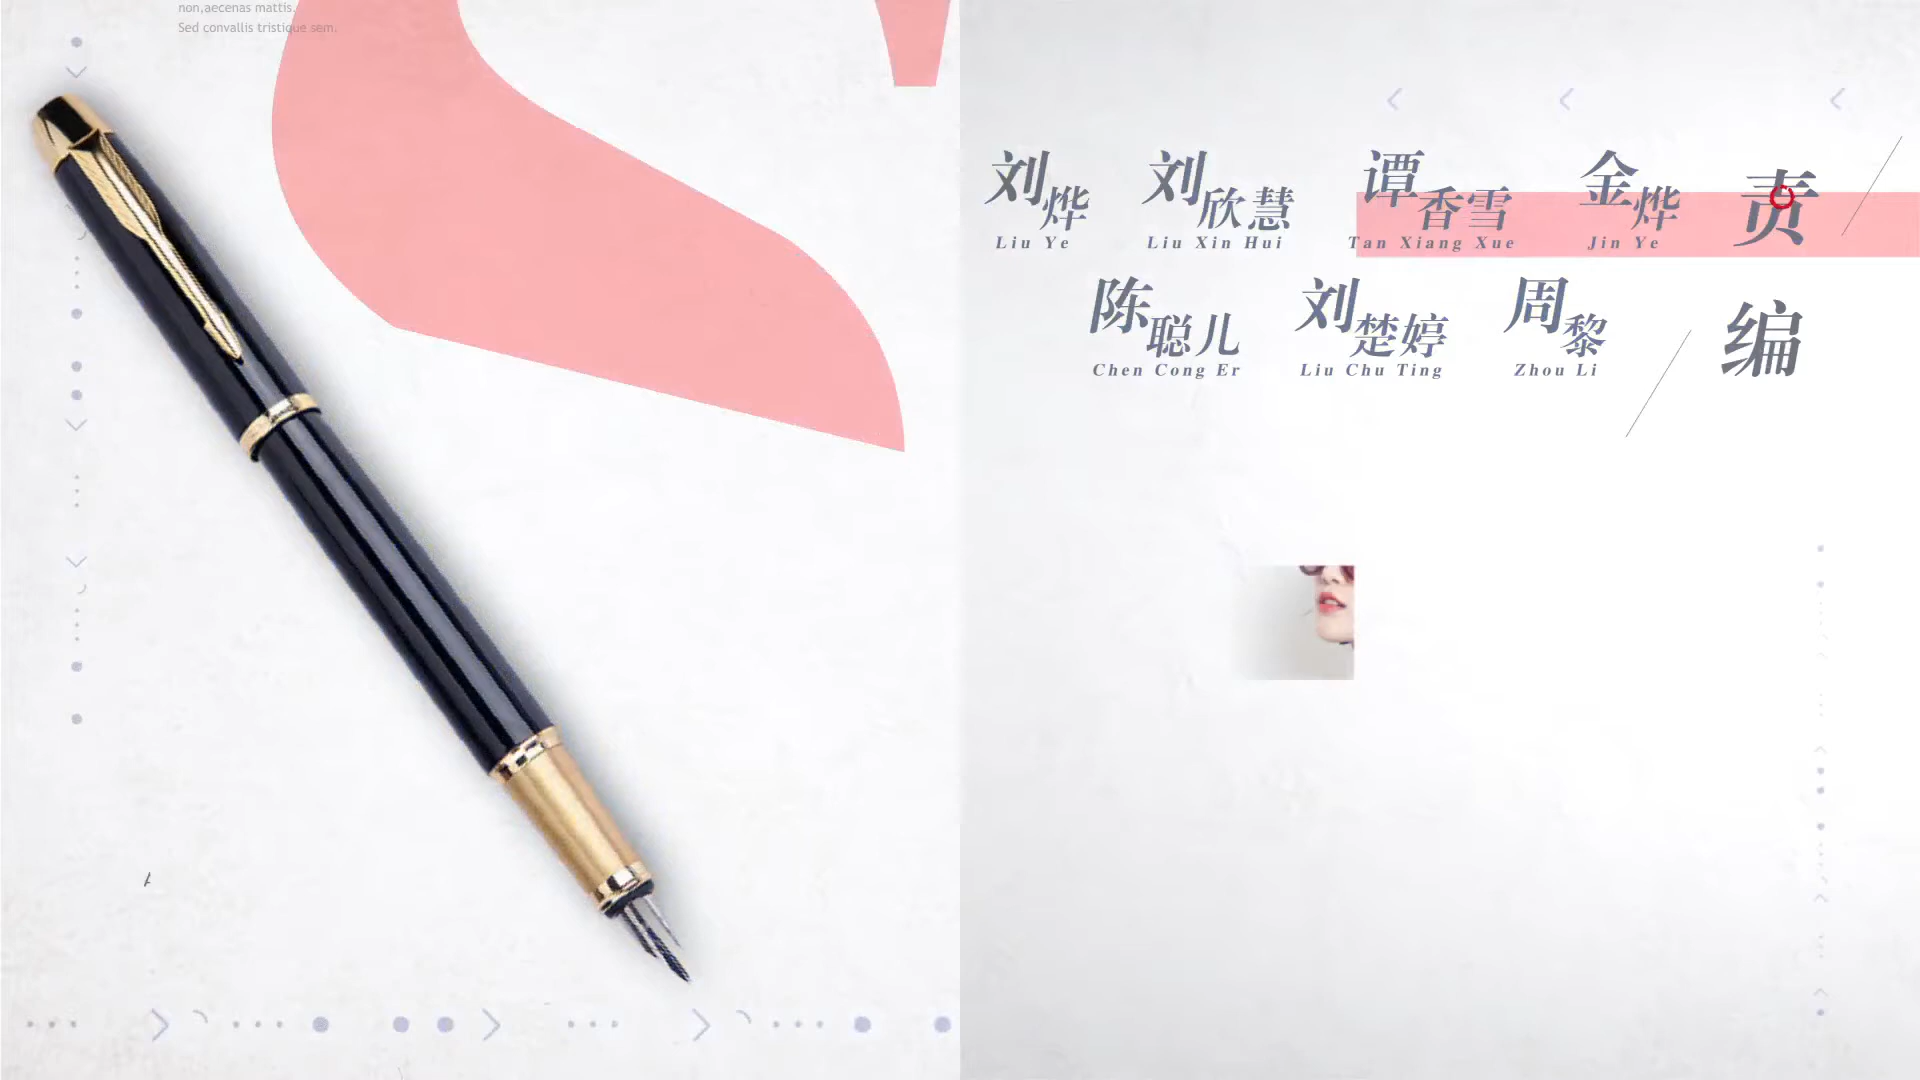 non,aecenas mattis.
Sed convallis tristique sem.
刘烨 刘欣慧 谭香雪 金烨 责
Liu Ye Liu Xin Hui Tan Xiang Xue Jin Ye
陈聪儿 刘楚婷 周黎 编
Chen Cong Er Liu Chu Ting Zhou Li